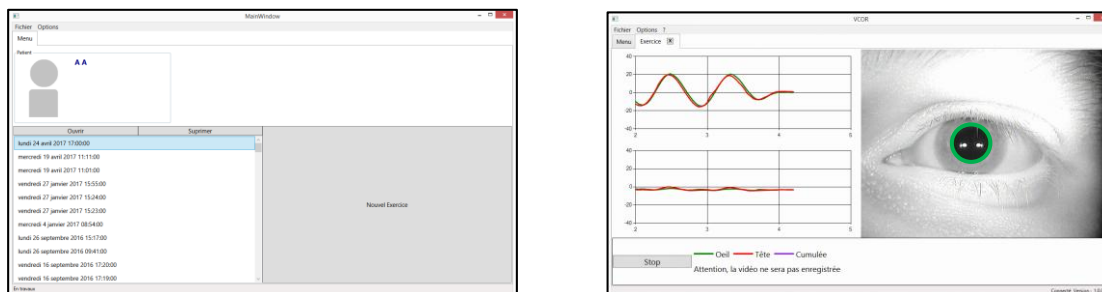 MainWindow
Fichier Options
Menu
Patient
A A
Ouvrir Suprimer
lundi 24 avril 2017 17:00:00
mercredi 19 avril 2017 11:11:00
mercredi 19 avril 2017 11:01:00
vendredi 27 janvier 2017 15:55:00
vendredi 27 janvier 2017 15:24:00
vendredi 27 janvier 2017 15:23:00
mercredi 4 janvier 2017 08:54:00
lundi 26 septembre 2016 15:17:00
lundi 26 septembre 2016 09:41:00
vendredi 16 septembre 2016 17:20:00
vendredi 16 septembre 2016 17:19:00
Nouvel Exercice
En travaux
VCOR
Fichier Options ?
Menu Exercice
40
20
0
-20
-40
2 3 4 5
40
20
0
-20
-40
2 3 4 5
Stop
Oeil Tête Cumulée
Attention, la vidéo ne sera pas enregistrée